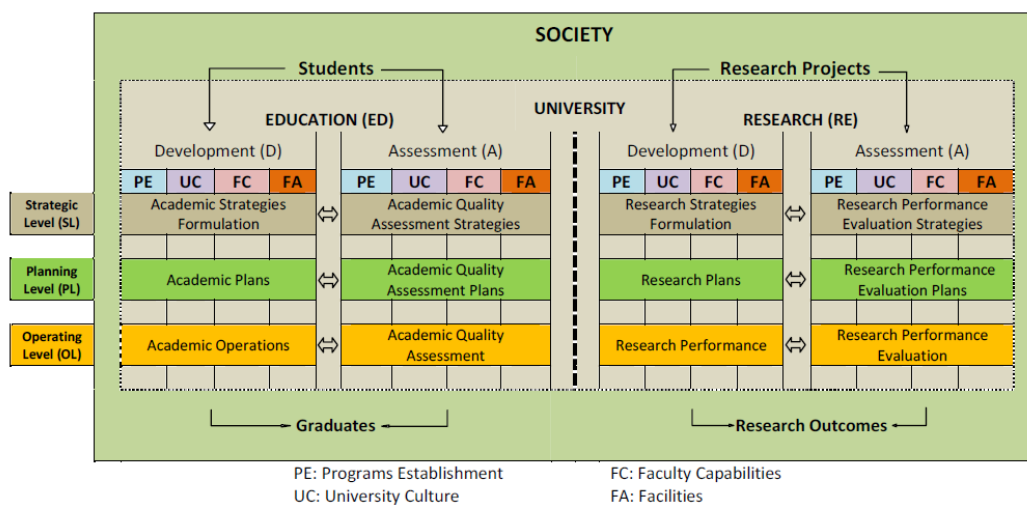 SOCIETY
Students
Research Projects
UNIVERSITY
EDUCATION (ED)
RESEARCH (RE)
Development (D)
Assessment (A)
Development (D)
Assessment (A)
PE UC FC FA
PE UC FC FA
PE UC FC FA
PE UC FC FA
Strategic
Level (SL)
Academic Strategies
Formulation
Academic Quality
Assessment Strategies
Research Strategies
Formulation
Research Performance
Evaluation Strategies
Planning
Level (PL)
Academic Plans
Academic Quality
Assessment Plans
Research Plans
Research Performance
Evaluation Plans
Operating
Level (OL)
Academic Operations
Academic Quality
Assessment
Research Performance
Research Performance
Evaluation
Graduates
Research Outcomes
PE: Programs Establishment
FC: Faculty Capabilities
UC: University Culture
FA: Facilities